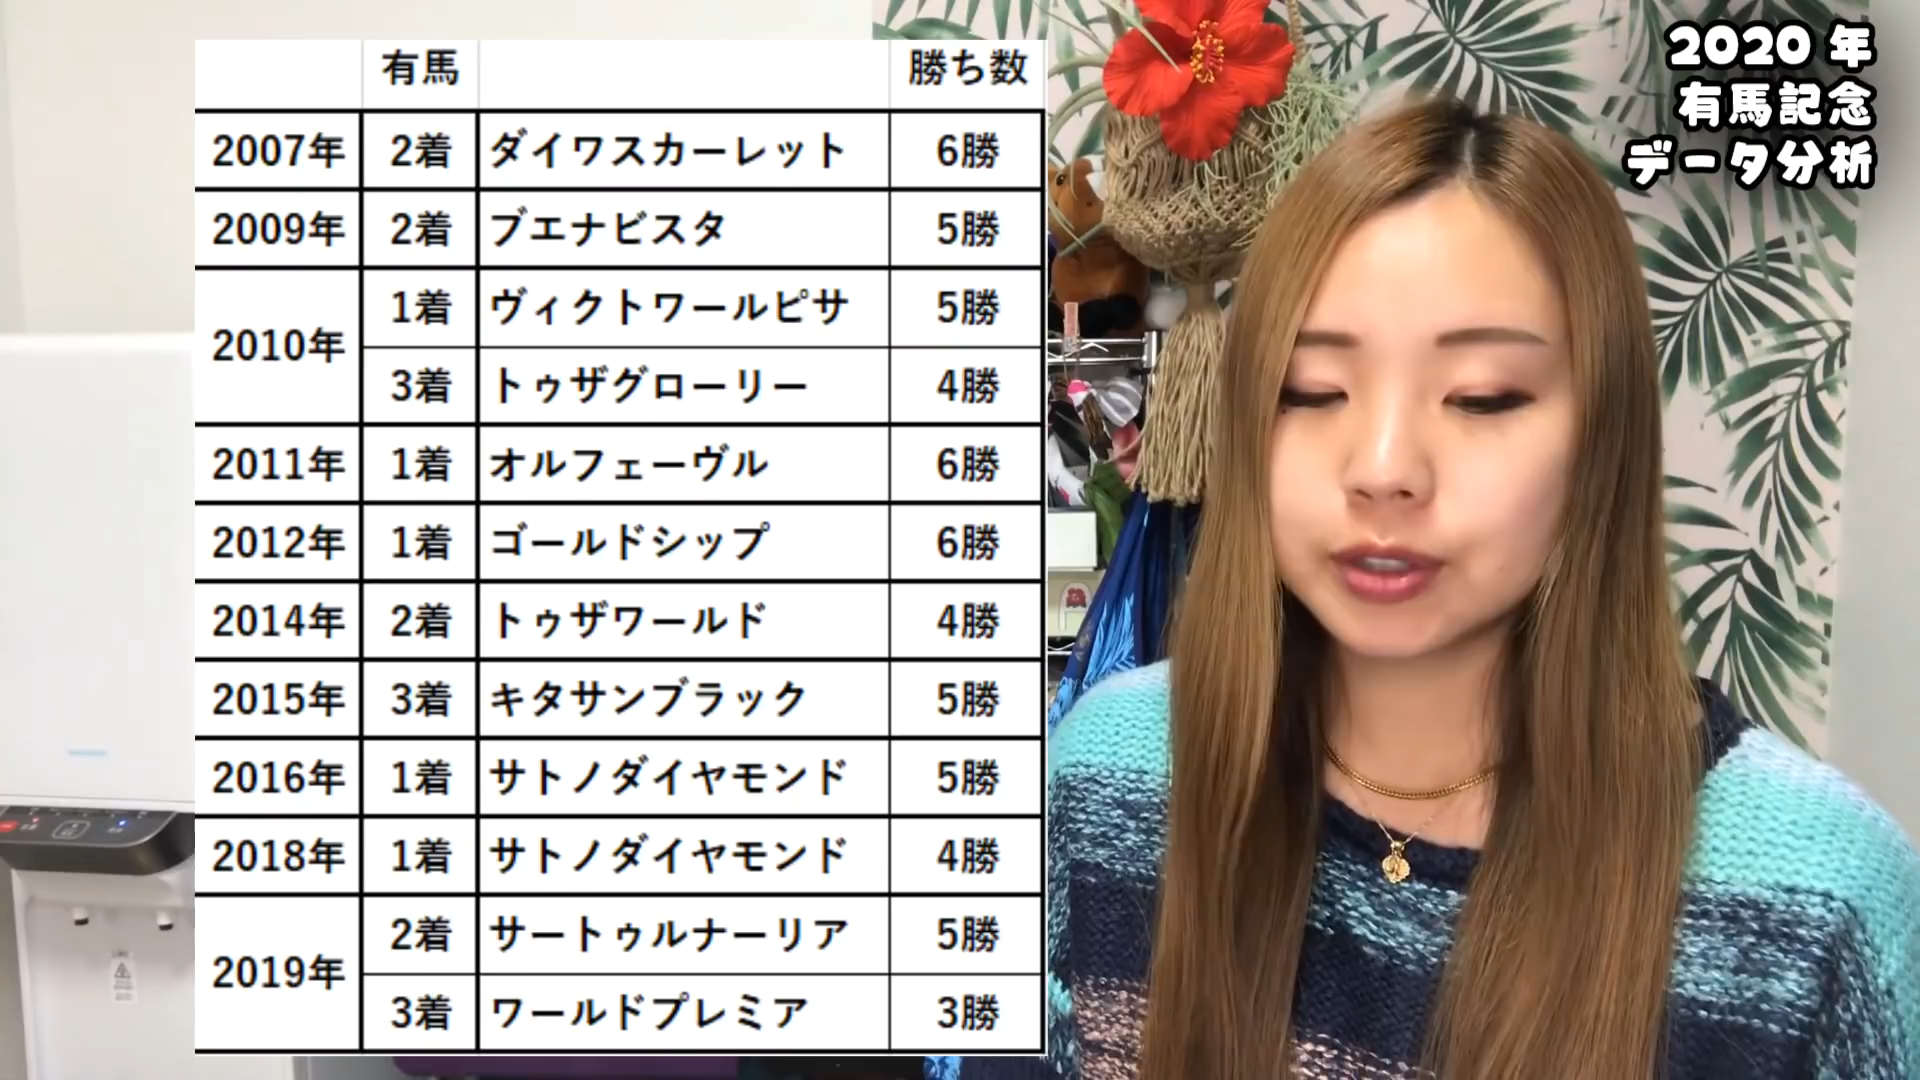 有馬 勝ち数
2007年 2着 ダイワスカーレット 6勝
2009年 2着 ブエナビスタ 5勝
2010年 1着 ヴィクトワールピサ 5勝
3着 トゥザグローリー 4勝
2011年 1着 オルフェーヴル 6勝
2012年 1着 ゴールドシップ 6勝
2014年 2着 トゥザワールド 4勝
2015年 3着 キタサンブラック 5勝
2016年 1着 サトノダイヤモンド 5勝
2018年 1着 サトノダイヤモンド 4勝
2019年 2着 サートゥルナーリア 5勝
3着 ワールドプレミア 3勝
2020年
有馬記念
データ分析